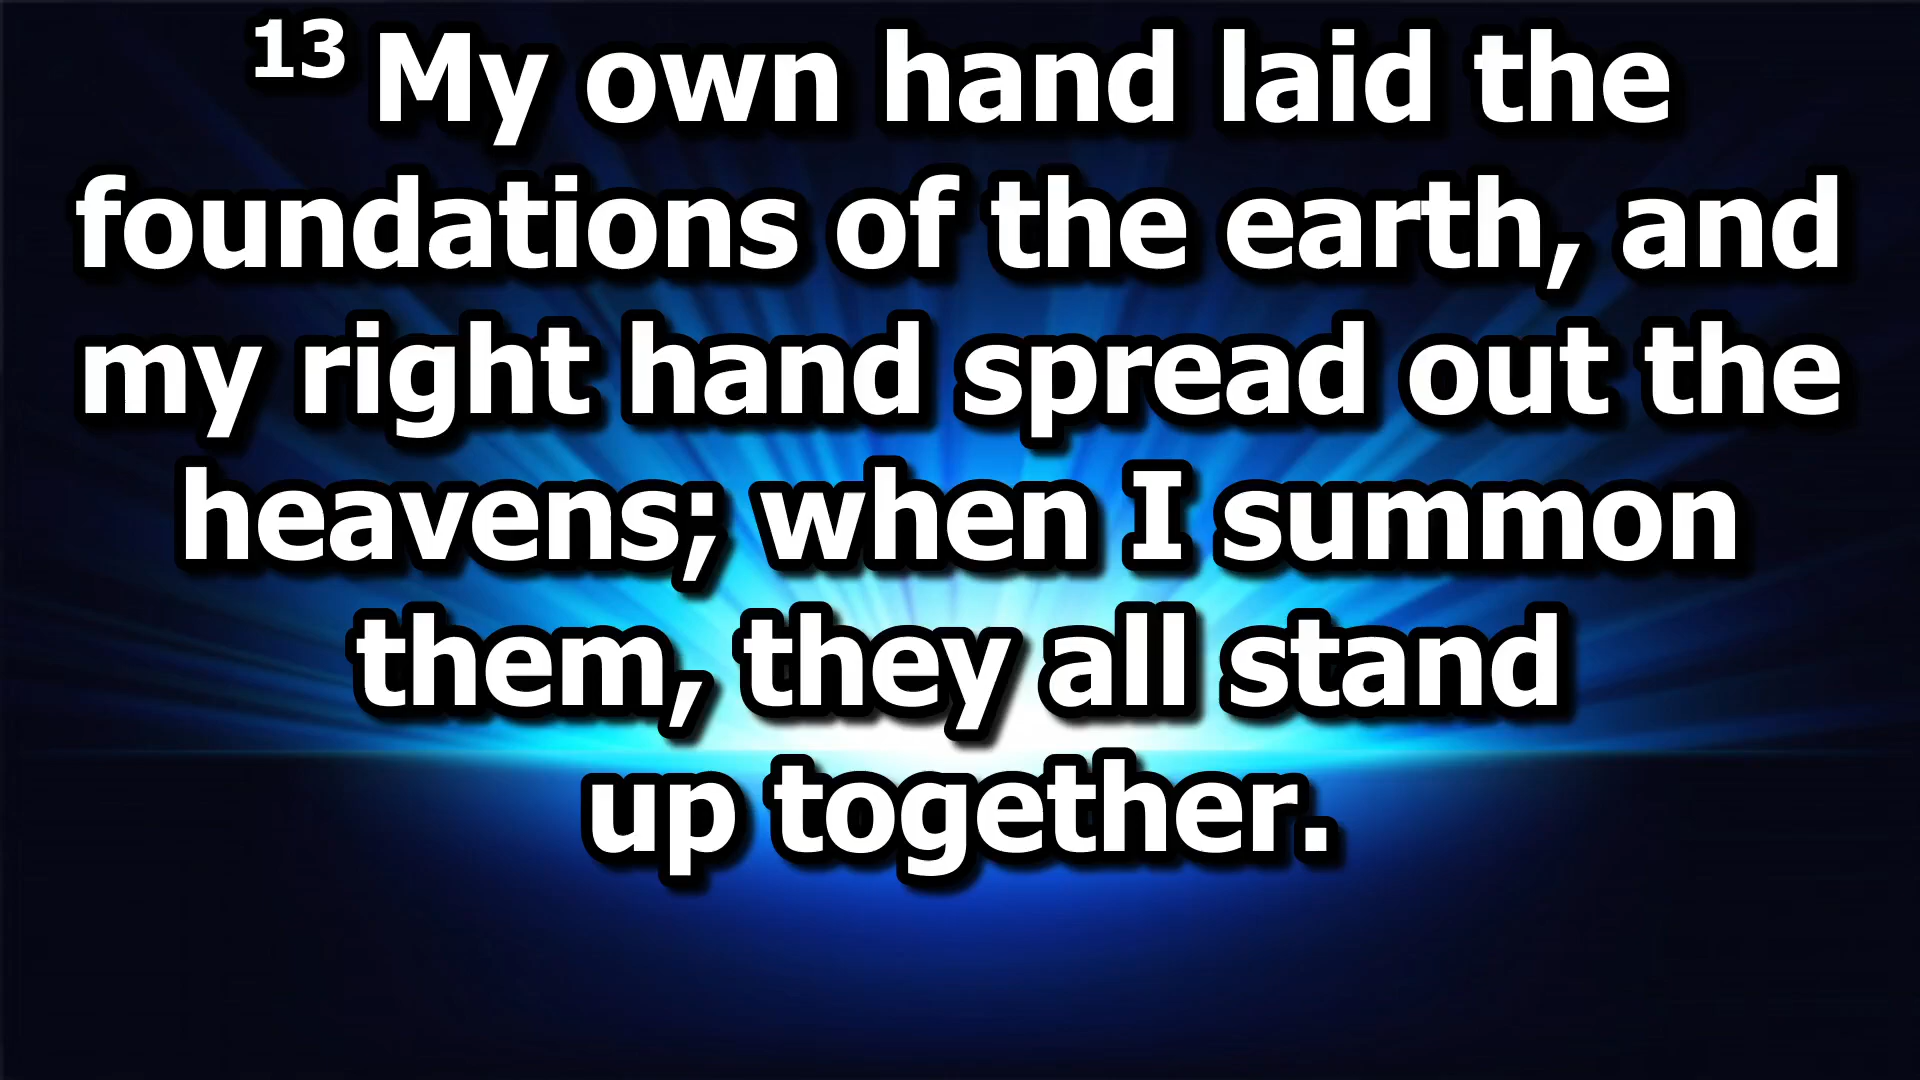 13 My own hand laid the
foundations of the earth, and
my right hand spread out the
heavens; when I summon
them, they all stand
up together.